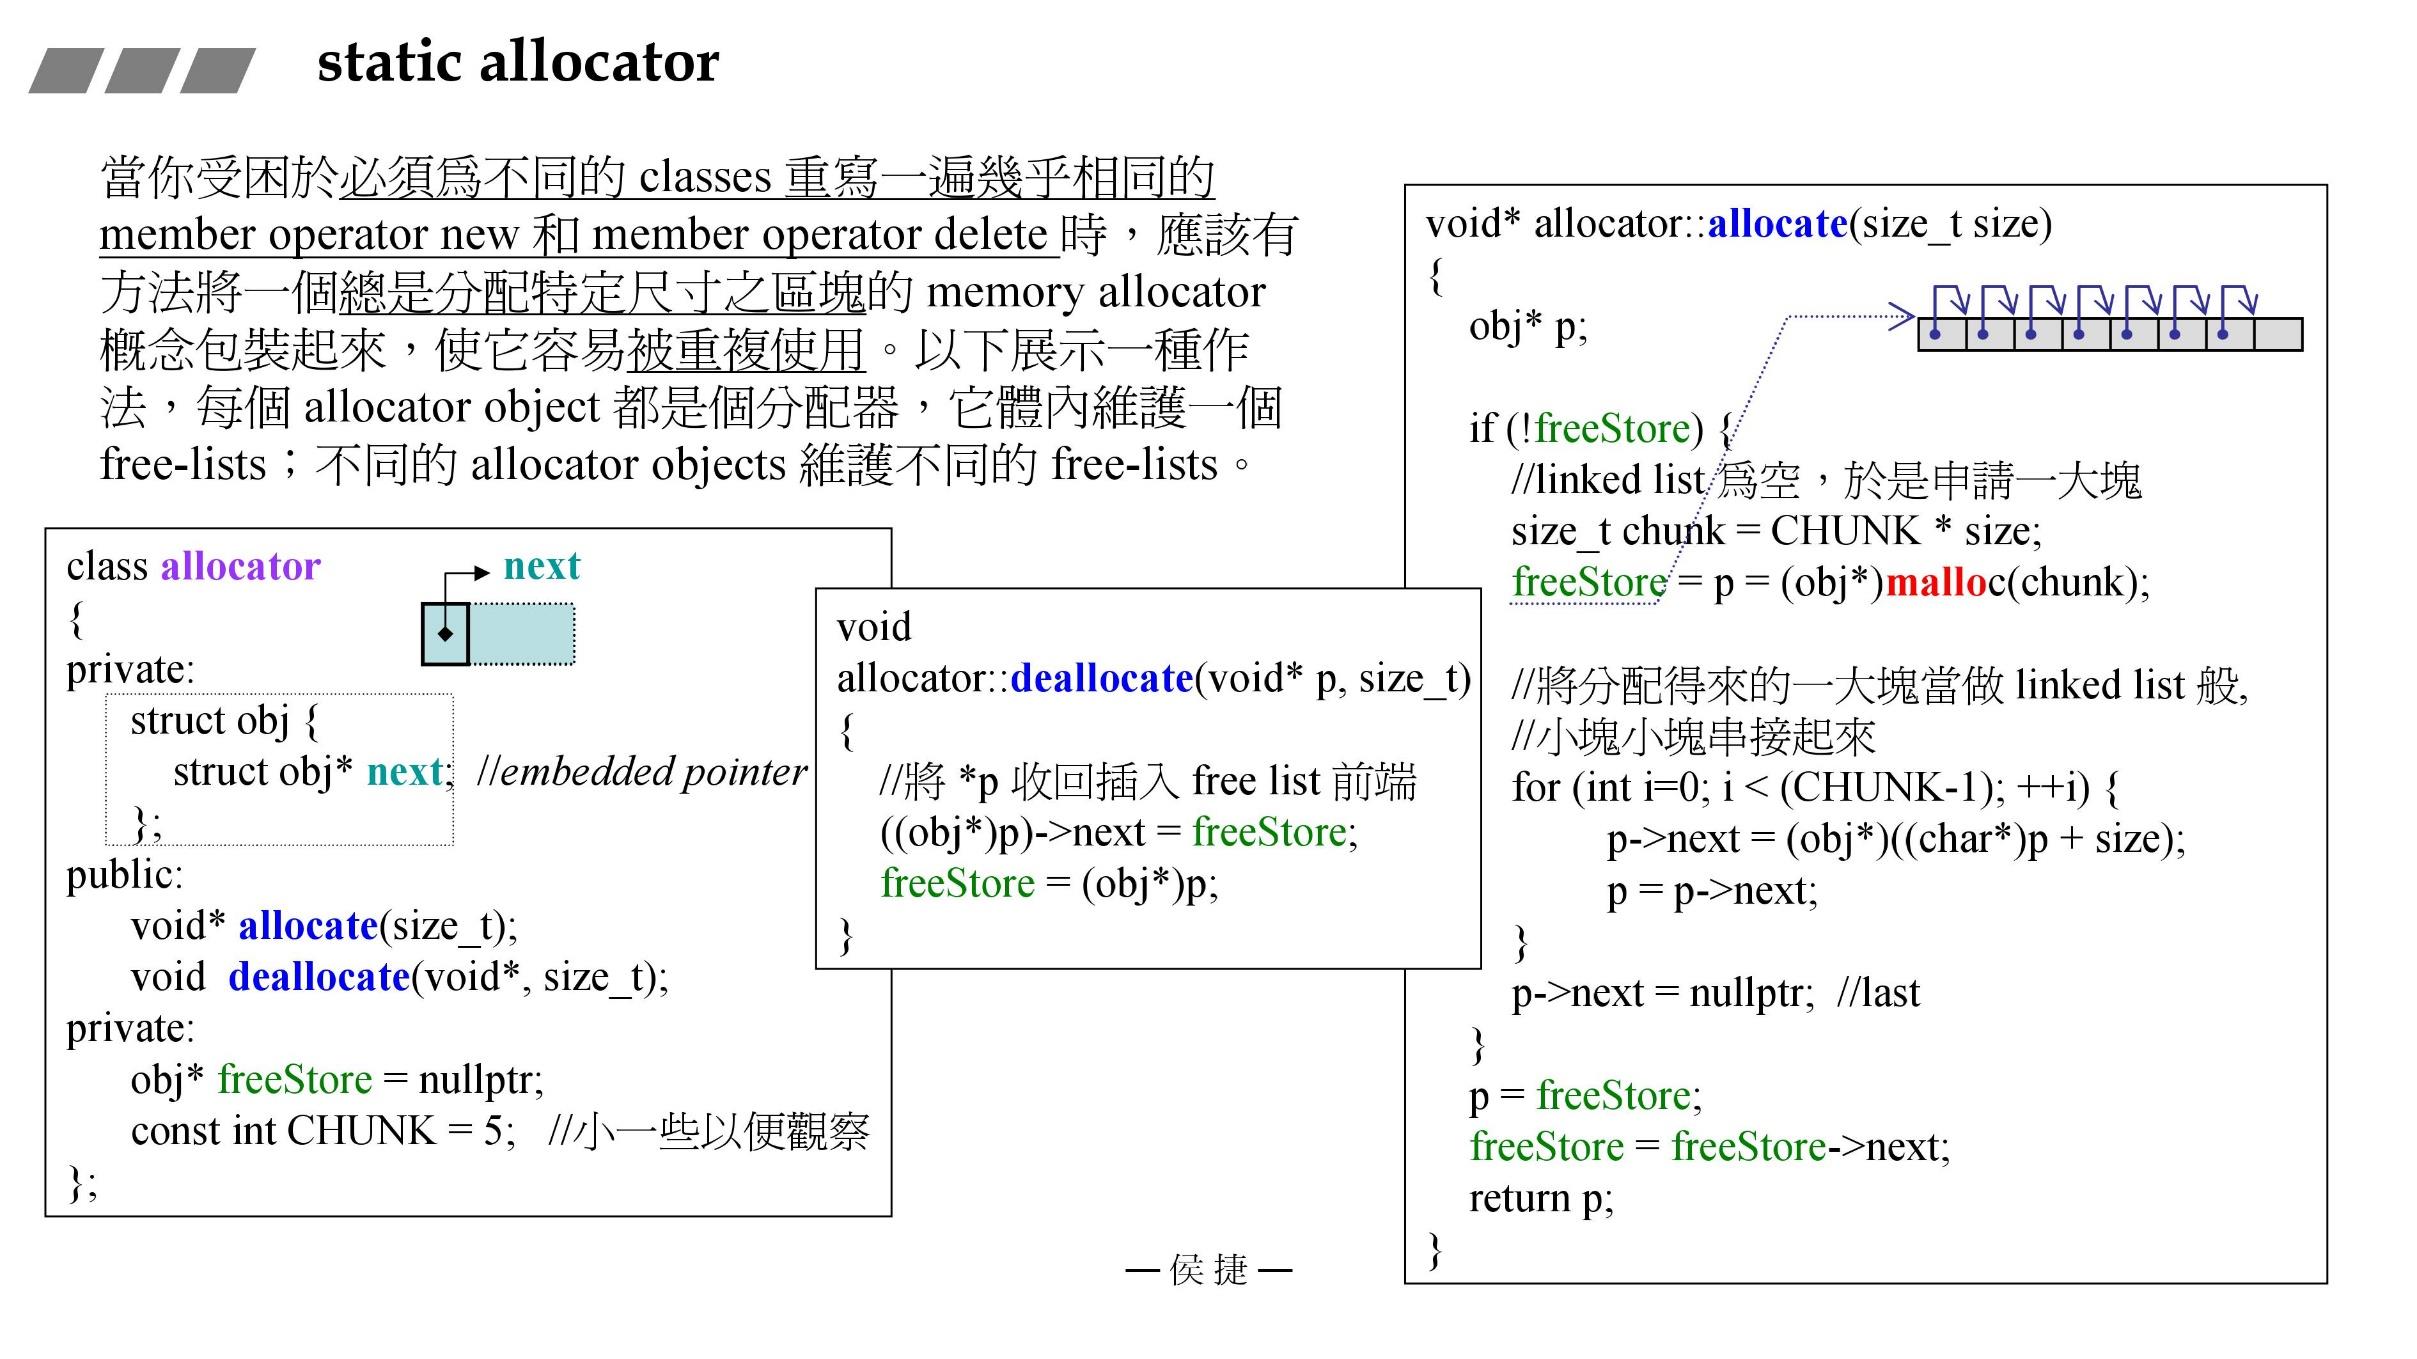 static allocator
當你受困於必須為不同的 classes 重寫一遍幾乎相同的
member operator new 和 member operator delete 時，應該有
方法將一個總是分配特定尺寸之區塊的 memory allocator
概念包裝起來，使它容易被重複使用。以下展示一種作
法，每個 allocator object 都是個分配器，它體內維護一個
free-lists；不同的 allocator objects 維護不同的 free-lists。
class allocator
next
{
private:
struct obj {
struct obj* next; //embedded pointer
};
public:
void* allocate(size_t);
void deallocate(void*, size_t);
private:
obj* freeStore = nullptr;
const int CHUNK = 5; //小一些以便觀察
};
void
allocator::deallocate(void* p, size_t)
{
//將 *p 收回插入 free list 前端
((obj*)p)->next = freeStore;
freeStore = (obj*)p;
}
void* allocator::allocate(size_t size)
{
obj* p;
if (!freeStore) {
//linked list 為空，於是申請一大塊
size_t chunk = CHUNK * size;
freeStore = p = (obj*)malloc(chunk);
//將分配得來的一大塊當做 linked list 般,
//小塊小塊串接起來
for (int i=0; i < (CHUNK-1); ++i) {
p->next = (obj*)((char*)p + size);
p = p->next;
}
p->next = nullptr; //last
}
p = freeStore;
freeStore = freeStore->next;
return p;
}
— 侯 捷 —